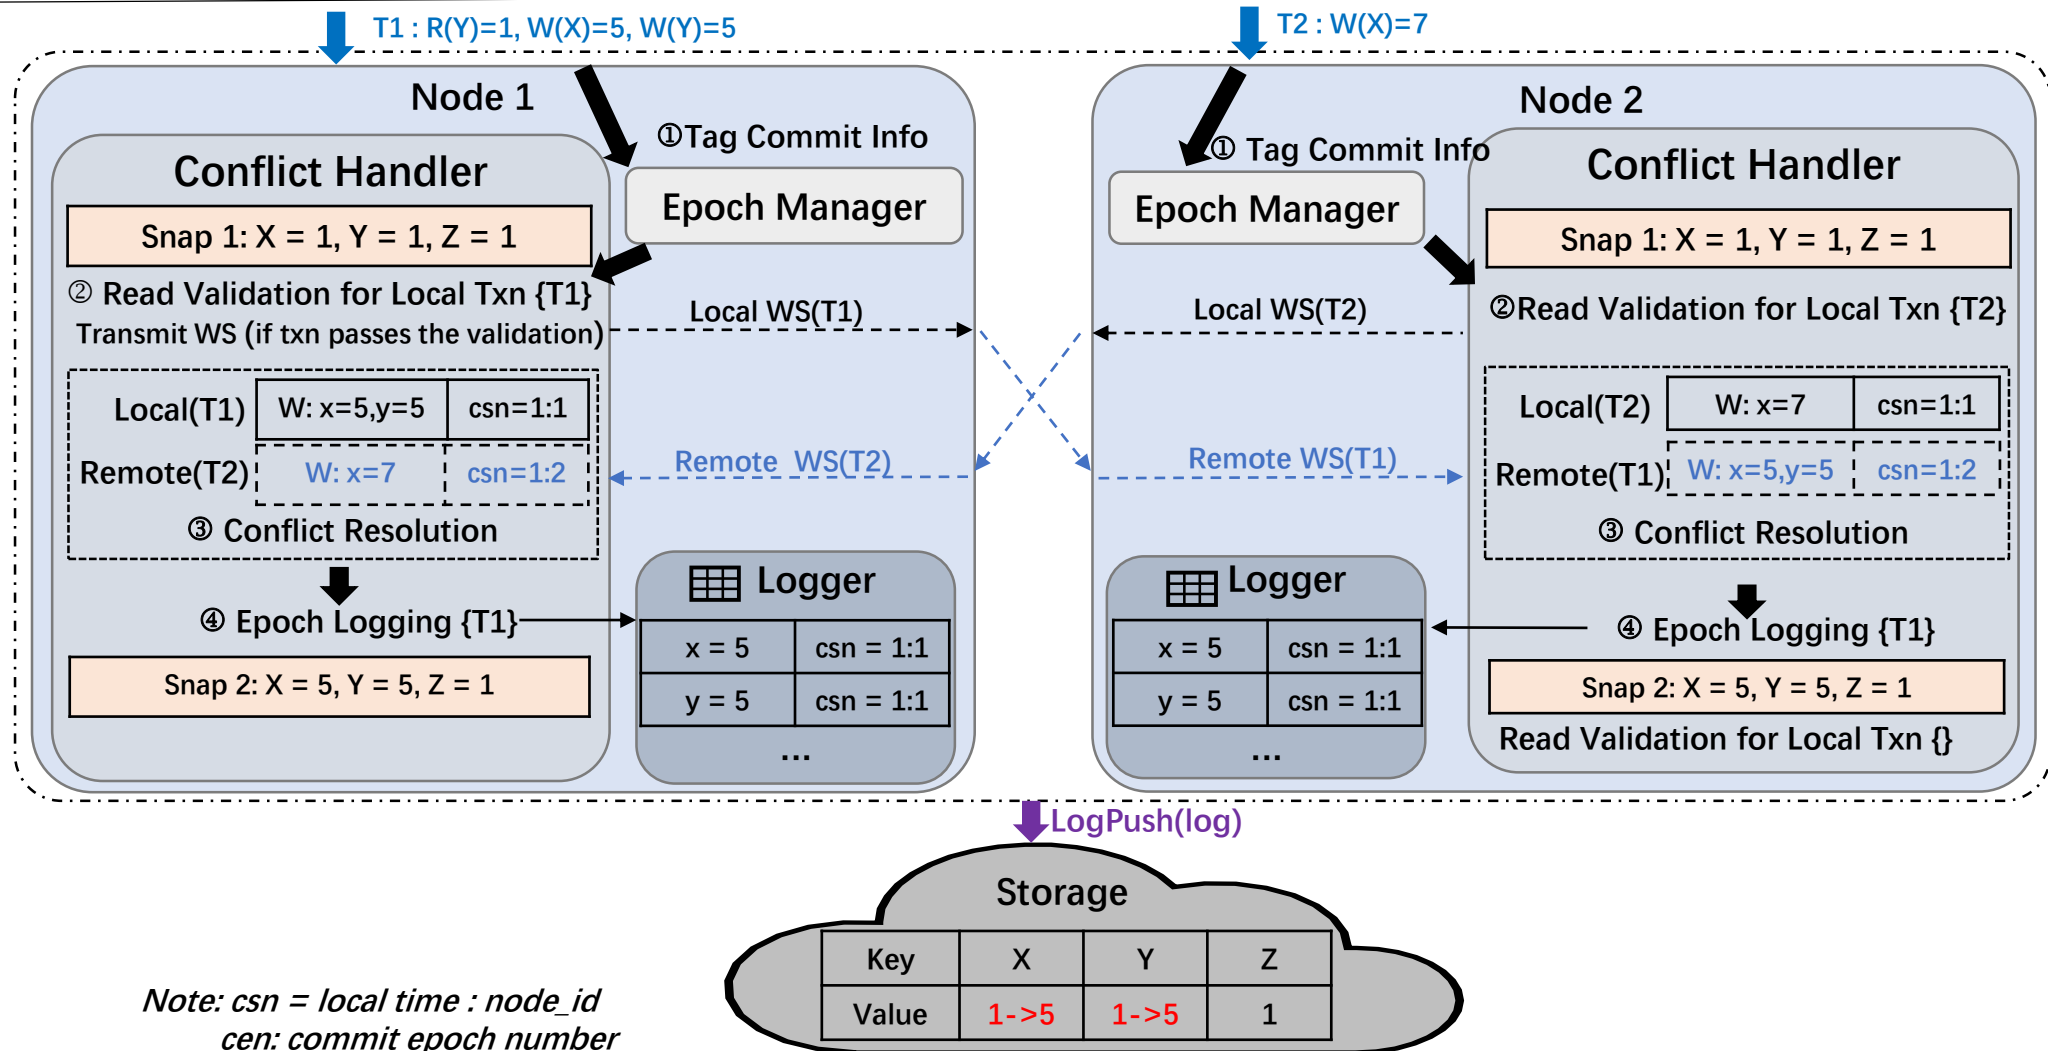 T1 : R(Y)=1, W(X)=5, W(Y)=5
T2 : W(X)=7
Node 1
①Tag Commit Info
Conflict Handler
Epoch Manager
Snap 1: X = 1, Y = 1, Z = 1
② Read Validation for Local Txn {T1}
Transmit WS (if txn passes the validation)
Local WS(T1)
Local(T1) W: x=5,y=5 csn=1:1
Remote(T2) W: x=7 csn=1:2
Remote WS(T2)
③ Conflict Resolution
④ Epoch Logging {T1}
Snap 2: X = 5, Y = 5, Z = 1
Logger
x = 5 csn = 1:1
y = 5 csn = 1:1
...
Node 2
① Tag Commit Info
Epoch Manager
Conflict Handler
Snap 1: X = 1, Y = 1, Z = 1
Local WS(T2)
②Read Validation for Local Txn {T2}
Local(T2) W: x=7 csn=1:1
Remote WS(T1)
Remote(T1) W: x=5,y=5 csn=1:2
③ Conflict Resolution
④ Epoch Logging {T1}
Snap 2: X = 5, Y = 5, Z = 1
Read Validation for Local Txn {}
Logger
x = 5 csn = 1:1
y = 5 csn = 1:1
...
LogPush(log)
Storage
Key X Y Z
Value 1->5 1->5 1
Note: csn = local time : node_id
cen: commit epoch number